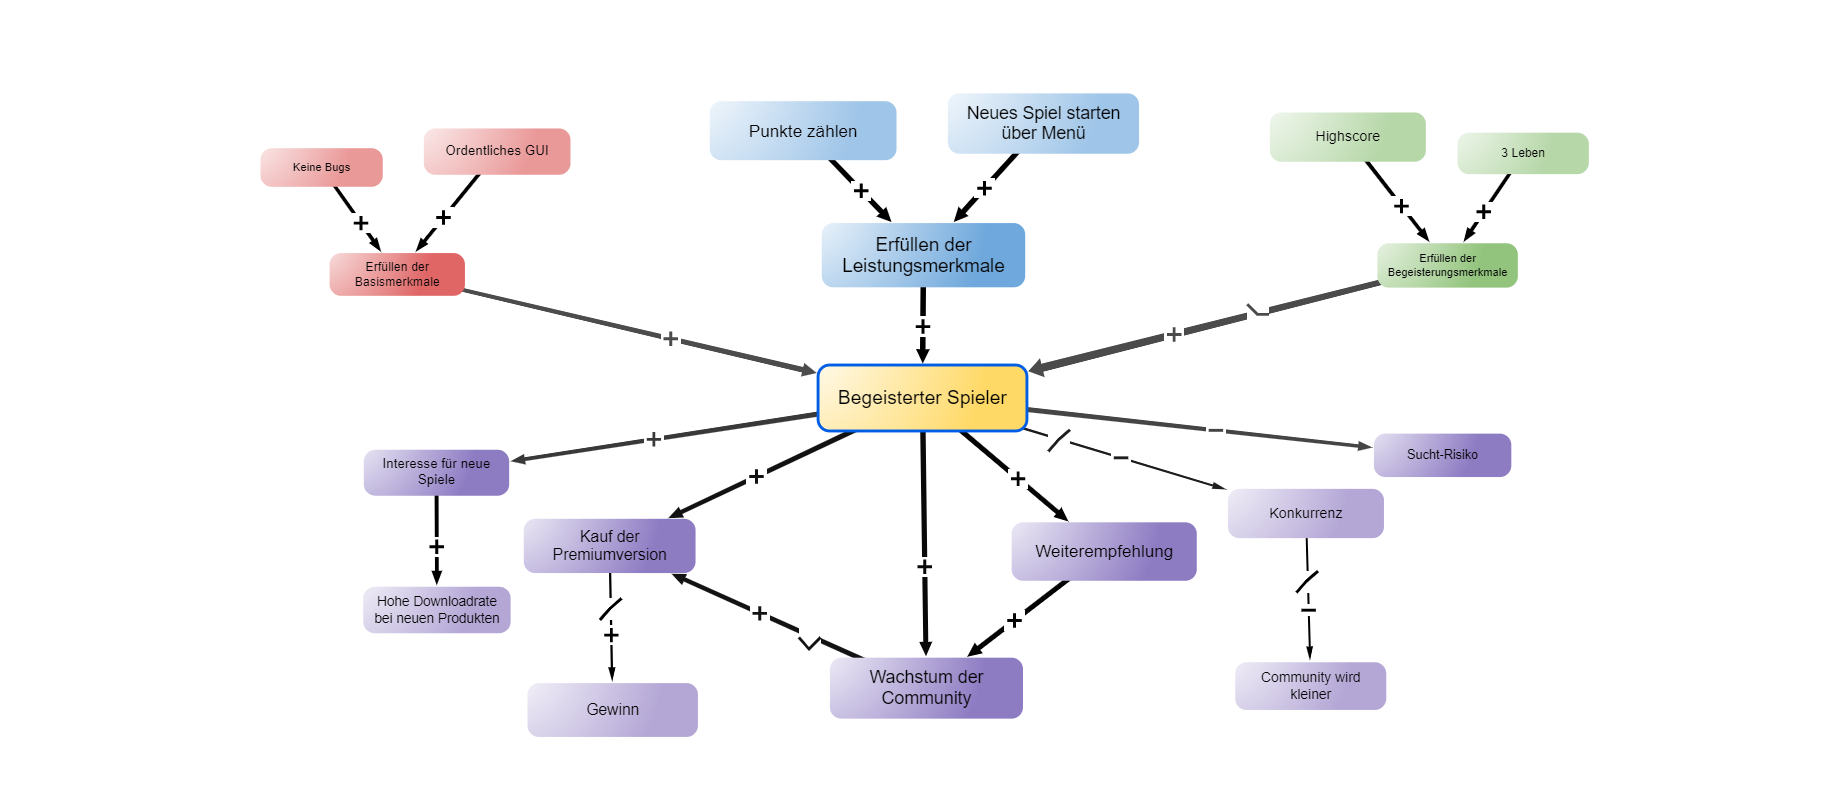 Keine Bugs
Ordentliches GUI
Punkte zählen
Neues Spiel starten
über Menü
Highscore
3 Leben
+
+
+
+
+
+
Erfüllen der
Basismerkmale
Erfüllen der
Leistungsmerkmale
Erfüllen der
Begeisterungsmerkmale
+
+
+
Begeisterter Spieler
+
+
+
+
−
−
Interesse für neue
Spiele
Kauf der
Premiumversion
Weiterempfehlung
Konkurrenz
Sucht-Risiko
+
+
+
+
−
Hohe Downloadrate
bei neuen Produkten
Gewinn
Wachstum der
Community
Community wird
kleiner